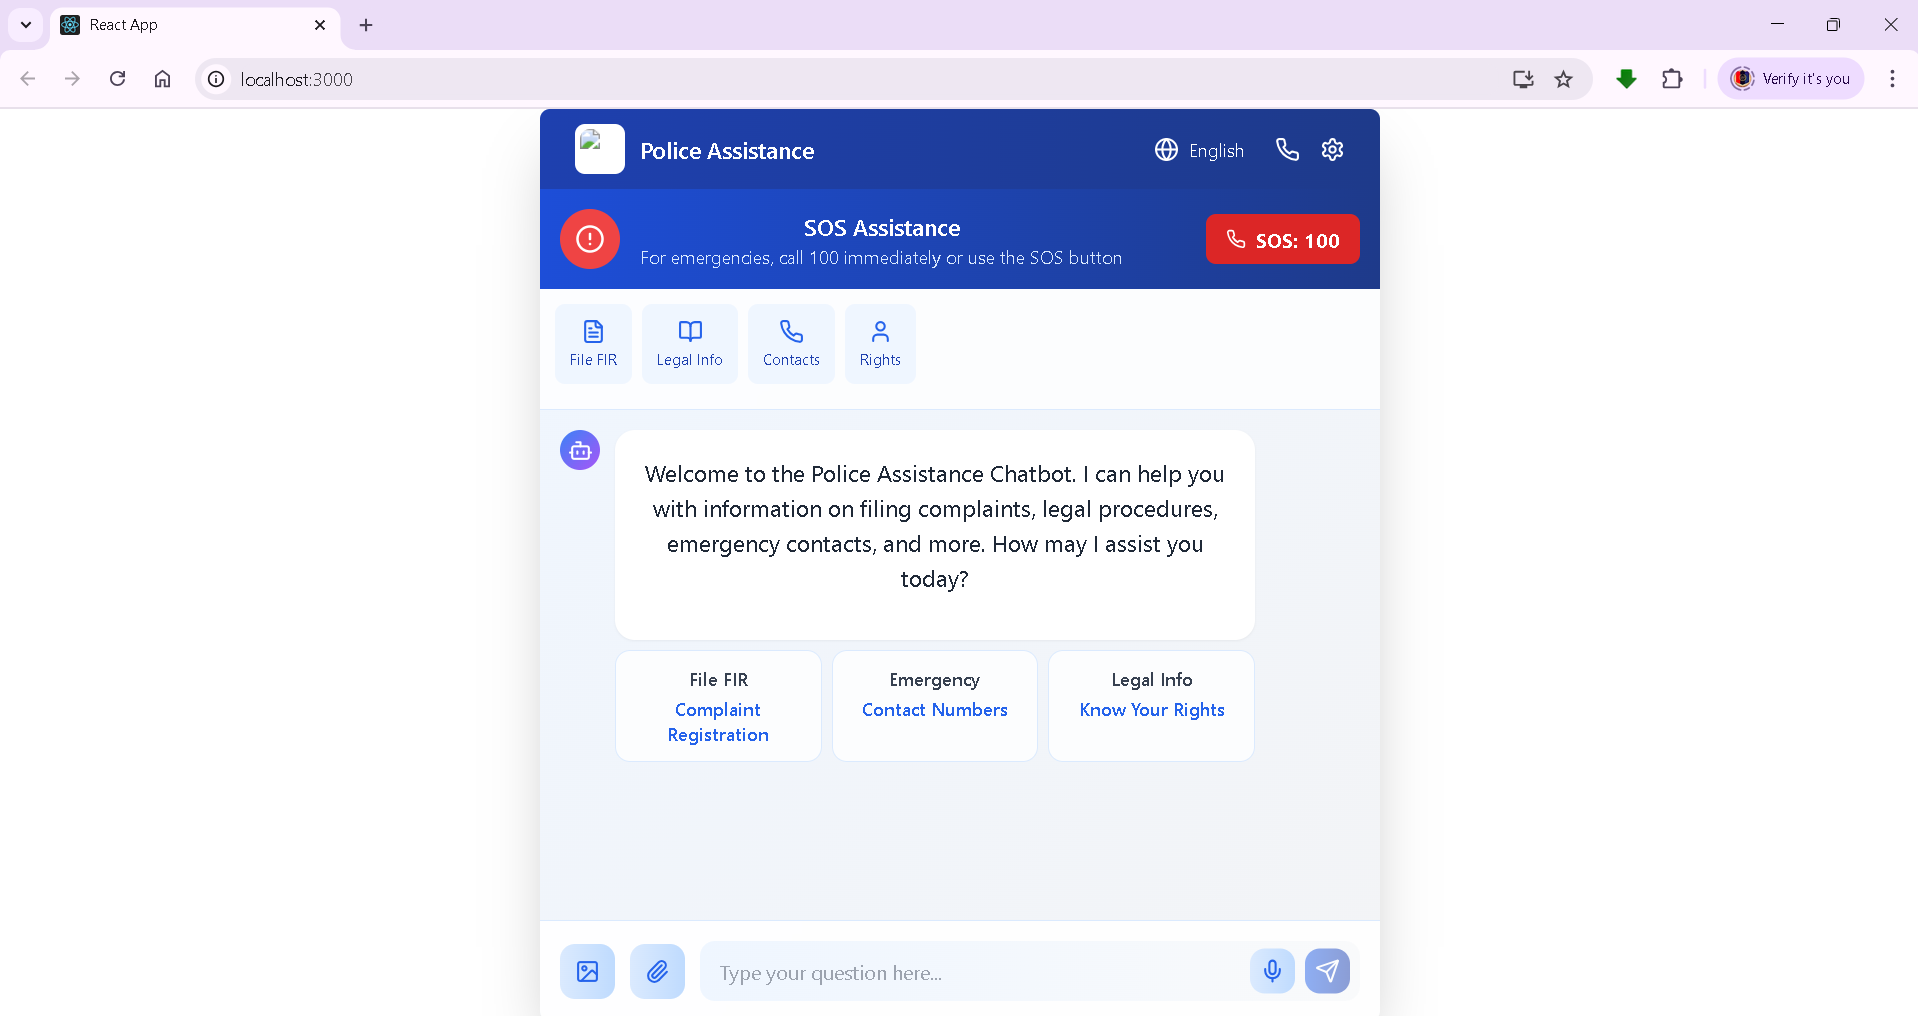 React App
localhost:3000
Verify it's you
Police Assistance
English
SOS Assistance
For emergencies, call 100 immediately or use the SOS button
SOS: 100
File FIR
Legal Info
Contacts
Rights
Welcome to the Police Assistance Chatbot. I can help you
with information on filing complaints, legal procedures,
emergency contacts, and more. How may I assist you
today?
File FIR
Complaint
Registration
Emergency
Contact Numbers
Legal Info
Know Your Rights
Type your question here...